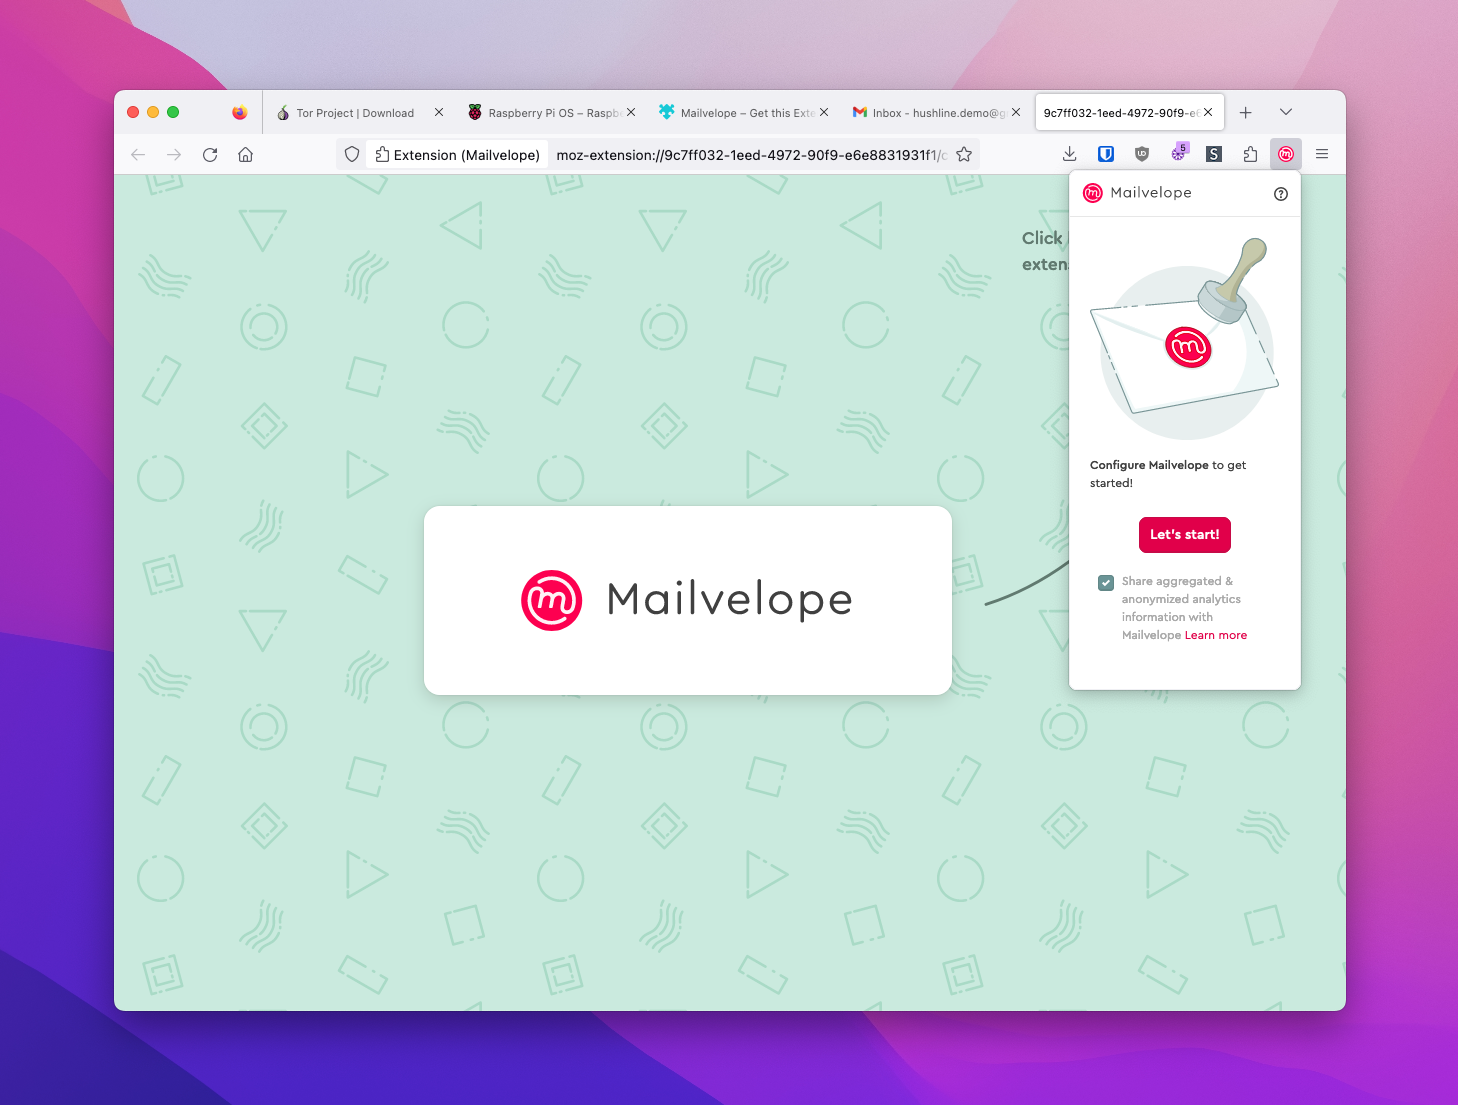 Tor Project | Download
Raspberry Pi OS – Raspb
Mailvelope – Get this Exte
Inbox - hushline.demo@g
9c7ff032-1eed-4972-90f9-e6
Extension (Mailvelope)
moz-extension://9c7ff032-1eed-4972-90f9-e6e8831931f1/c
5
S
Mailvelope
Click
exten
Configure Mailvelope to get
started!
Let's start!
Share aggregated &
anonymized analytics
information with
Mailvelope Learn more
Mailvelope